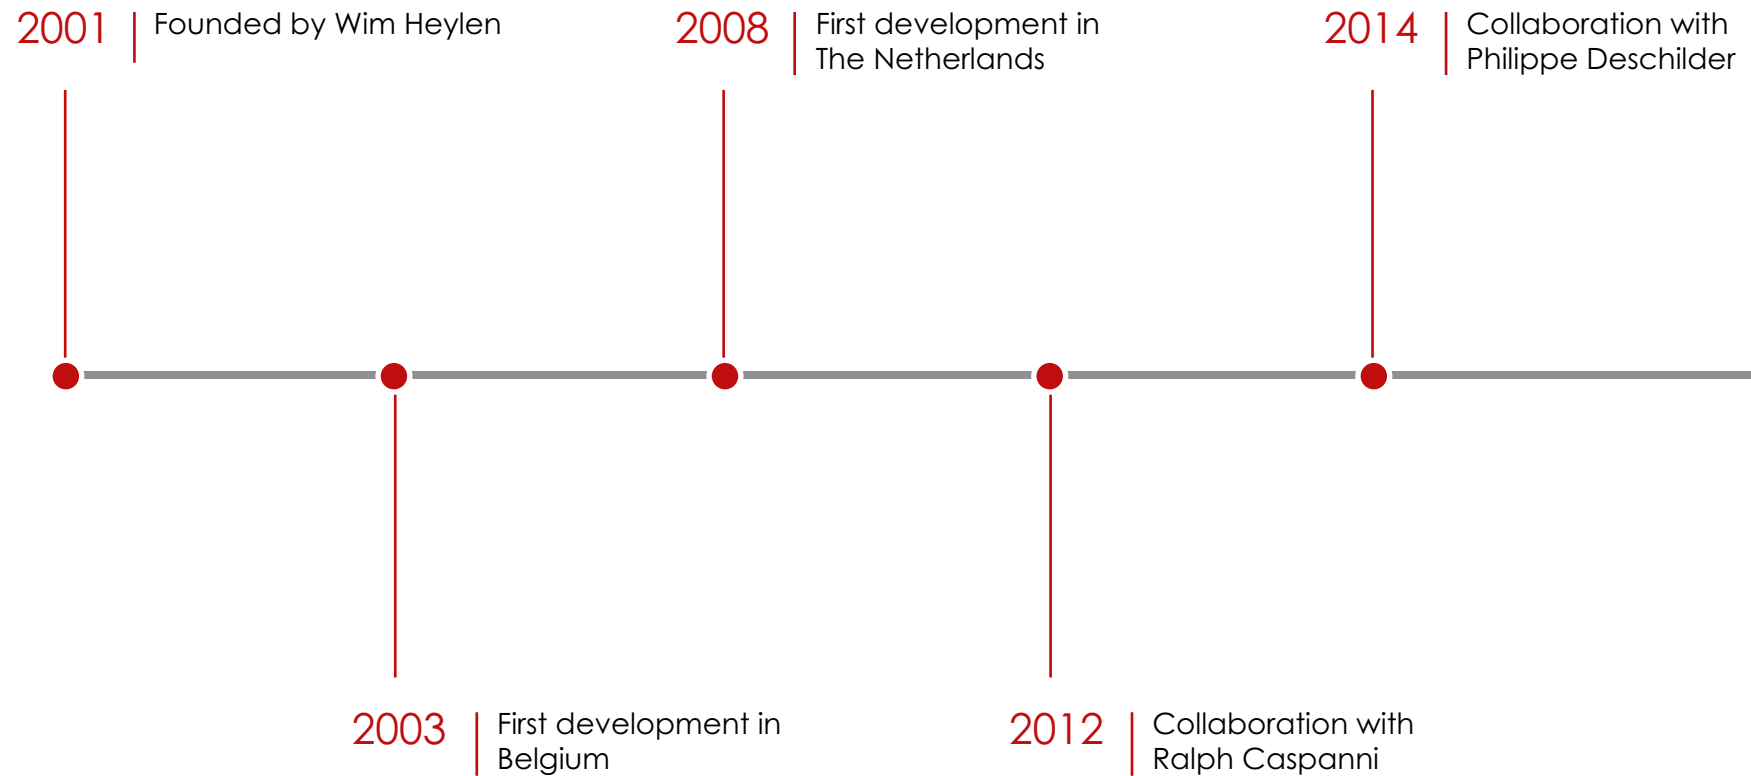 2001
Founded by Wim Heylen
2008
First development in
The Netherlands
2014
Collaboration with
Philippe Deschilder
2003
First development in
Belgium
2012
Collaboration with
Ralph Caspanni